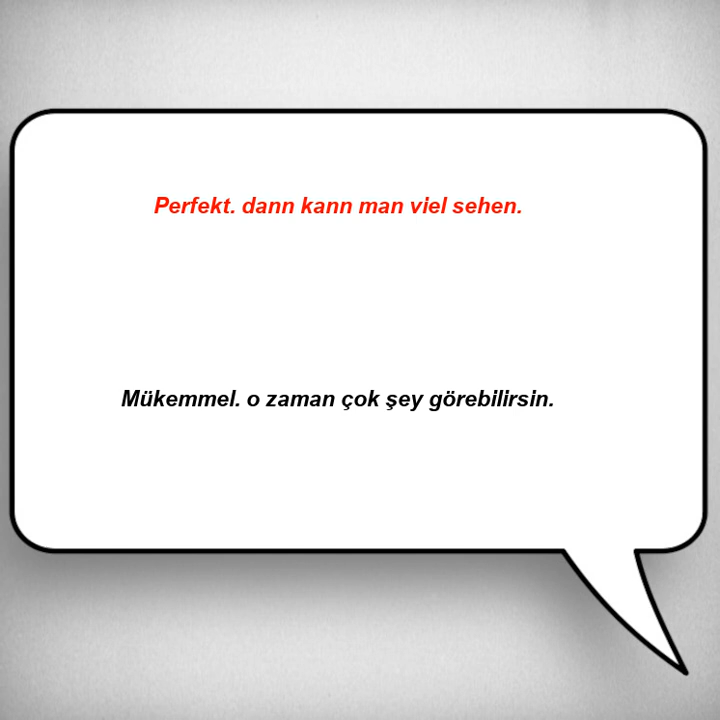 Perfekt. dann kann man viel sehen.
Mükemmel. o zaman çok şey görebilirsin.